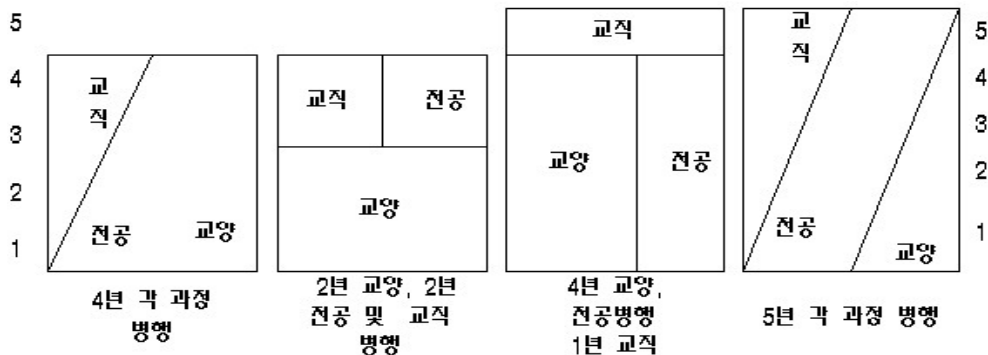 5
4
3
2
1
교
직
전공
교양
4년 각 과정
병행
교직
전공
교양
2년 교양, 2년
전공 및 교직
병행
교직
교양
전공
4년 교양,
전공병행
1년 교직
교
직
전공
교양
5년 각 과정 병행
5
4
3
2
1